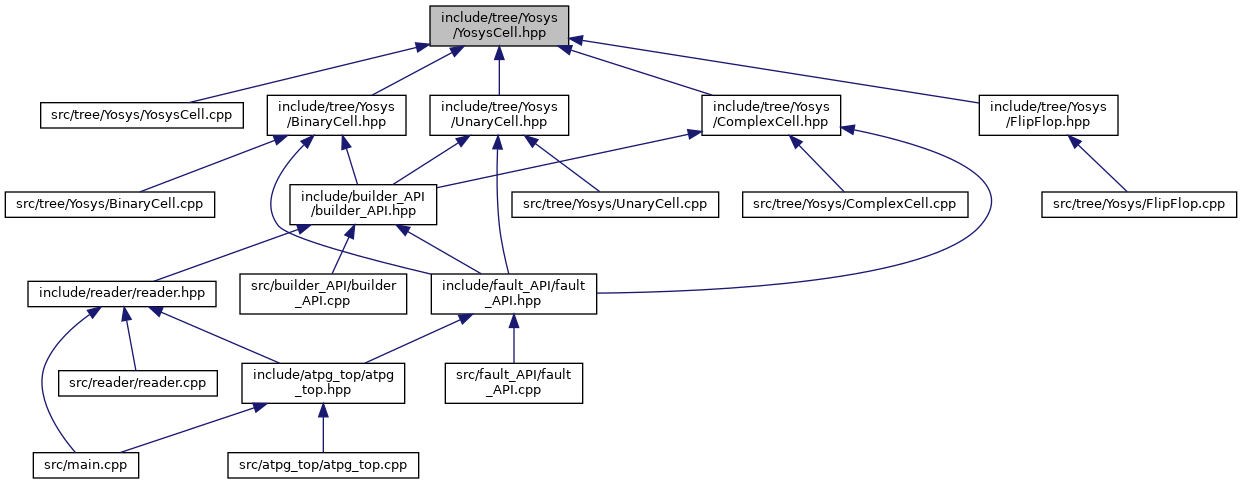 include/tree/Yosys
/YosysCell.hpp
src/tree/Yosys/YosysCell.cpp
include/tree/Yosys
/BinaryCell.hpp
include/tree/Yosys
/UnaryCell.hpp
include/tree/Yosys
/ComplexCell.hpp
include/tree/Yosys
/FlipFlop.hpp
src/tree/Yosys/BinaryCell.cpp
include/builder_API
/builder_API.hpp
src/tree/Yosys/UnaryCell.cpp
src/tree/Yosys/ComplexCell.cpp
src/tree/Yosys/FlipFlop.cpp
include/reader/reader.hpp
src/builder_API/builder
_API.cpp
include/fault_API/fault
_API.hpp
src/reader/reader.cpp
include/atpg_top/atpg
_top.hpp
src/fault_API/fault
_API.cpp
src/main.cpp
src/atpg_top/atpg_top.cpp